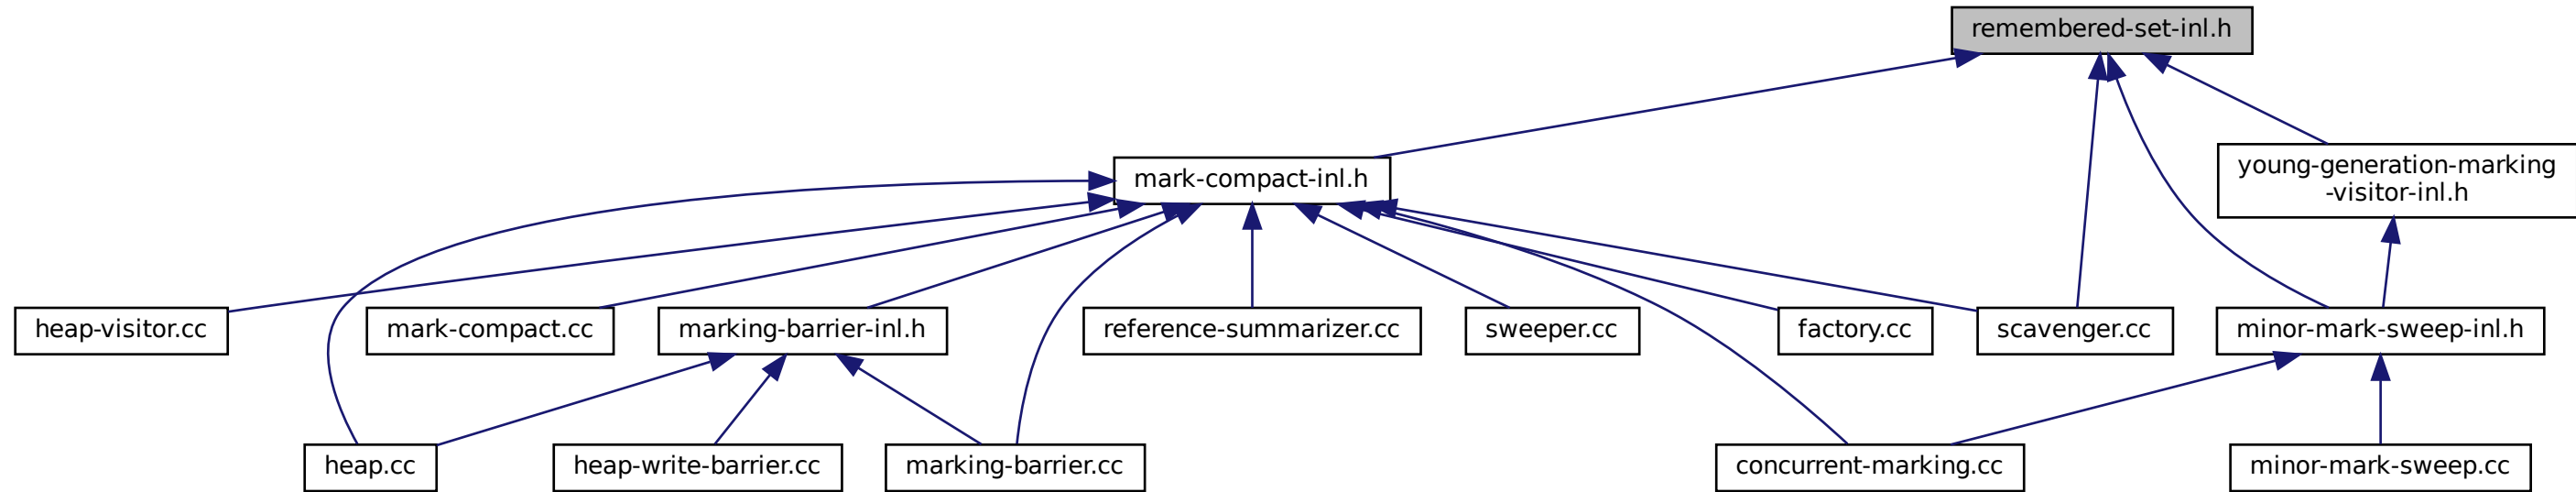 remembered-set-inl.h
mark-compact-inl.h
young-generation-marking
-visitor-inl.h
heap-visitor.cc
mark-compact.cc
marking-barrier-inl.h
reference-summarizer.cc
sweeper.cc
factory.cc
scavenger.cc
minor-mark-sweep-inl.h
heap.cc
heap-write-barrier.cc
marking-barrier.cc
concurrent-marking.cc
minor-mark-sweep.cc